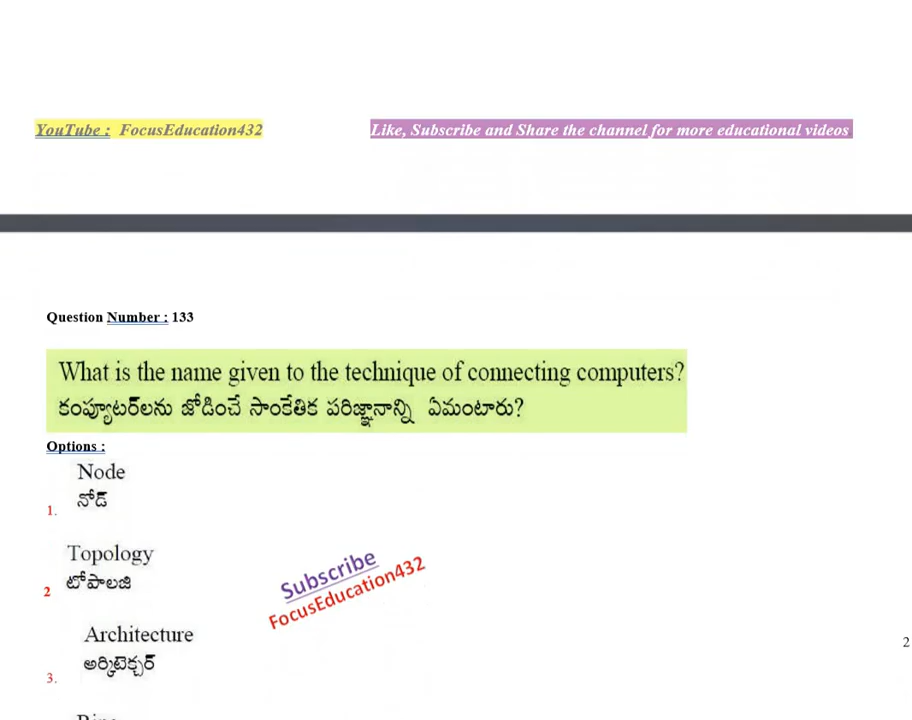 YouTube : FocusEducation432
Like, Subscribe and Share the channel for more educational videos
Question Number : 133
What is the name given to the technique of connecting computers?
కంప్యూటర్‌లను జోడించే సాంకేతిక పరిజ్ఞానాన్ని ఏమంటారు?
Options :
Node
నోడ్
1.
Topology
టోపాలజి
2
Subscribe
FocusEducation432
Architecture
అర్కిటెక్చర్
3.
2